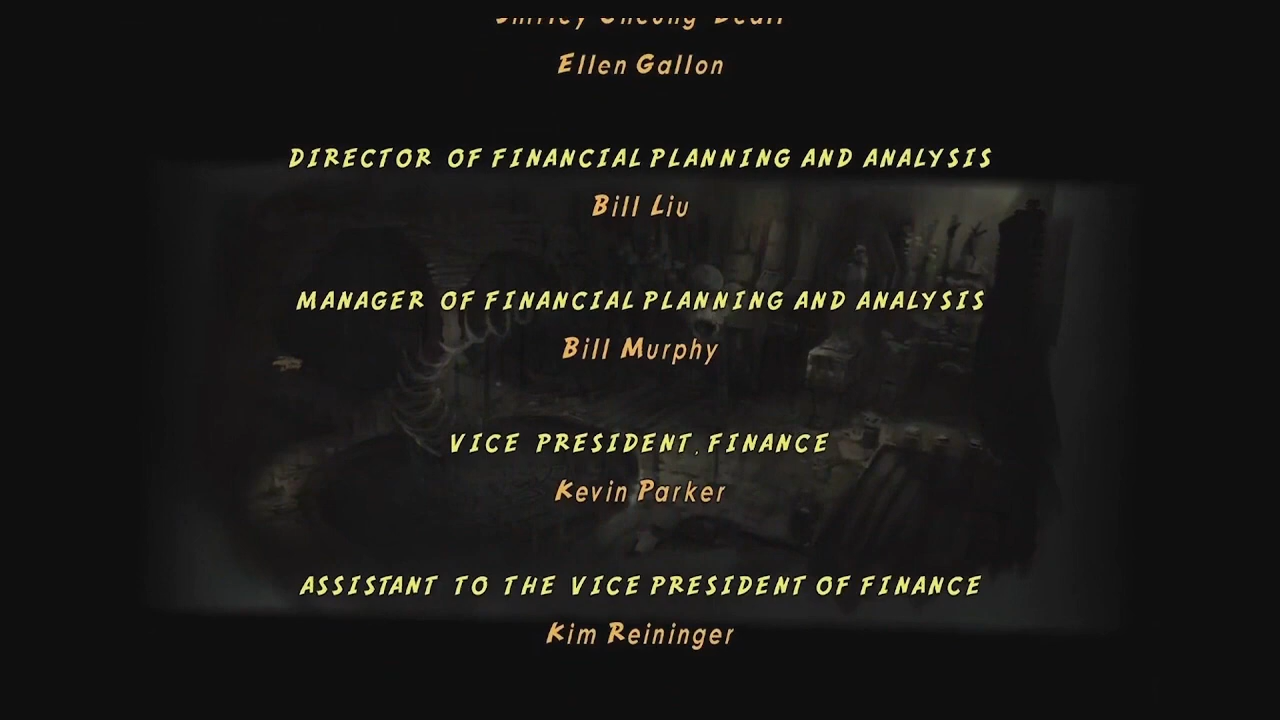 Ellen Gallon
DIRECTOR OF FINANCIAL PLANNING AND ANALYSIS
Bill Liu
MANAGER OF FINANCIAL PLANNING AND ANALYSIS
Bill Murphy
VICE PRESIDENT, FINANCE
Kevin Parker
ASSISTANT TO THE VICE PRESIDENT OF FINANCE
Kim Reininger